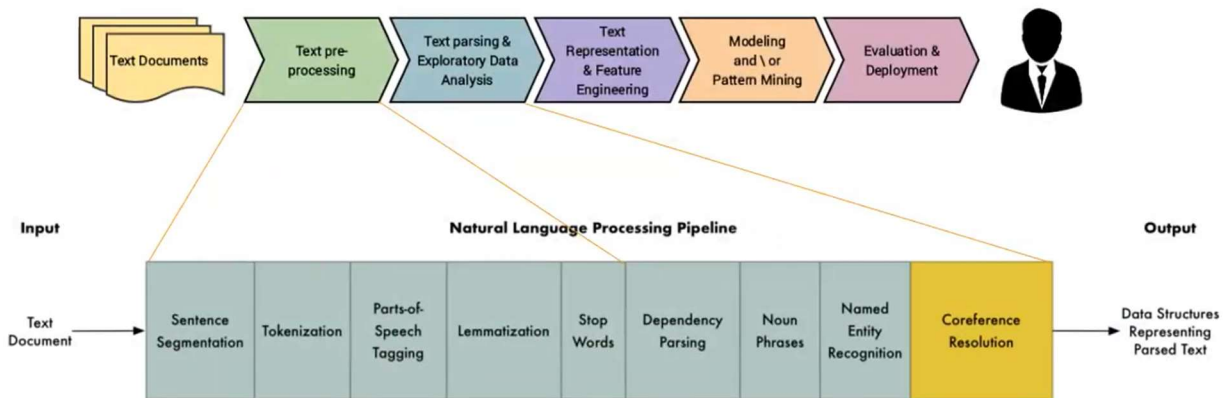 Text Documents
Text pre-
processing
Text parsing &
Exploratory Data
Analysis
Text
Representation
& Feature
Engineering
Modeling
and \ or
Pattern Mining
Evaluation &
Deployment
Input
Natural Language Processing Pipeline
Output
Text
Document
Sentence
Segmentation
Tokenization
Parts-of-
Speech
Tagging
Lemmatization
Stop
Words
Dependency
Parsing
Noun
Phrases
Named
Entity
Recognition
Coreference
Resolution
Data Structures
Representing
Parsed Text